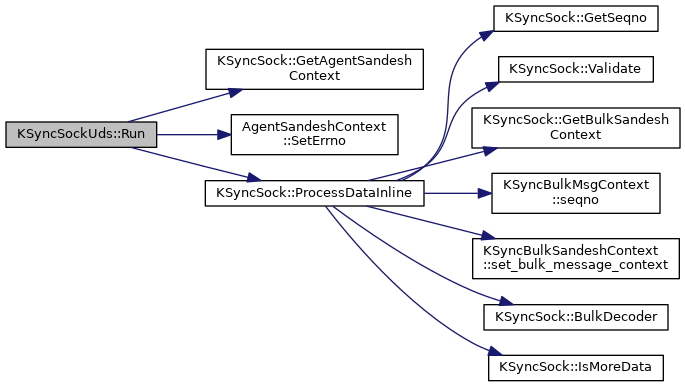 KSyncSockUds::Run
KSyncSock::GetAgentSandesh
Context
AgentSandeshContext
::SetErrno
KSyncSock::ProcessDataInline
KSyncSock::GetSeqno
KSyncSock::Validate
KSyncSock::GetBulkSandesh
Context
KSyncBulkMsgContext
::seqno
KSyncBulkSandeshContext
::set_bulk_message_context
KSyncSock::BulkDecoder
KSyncSock::IsMoreData